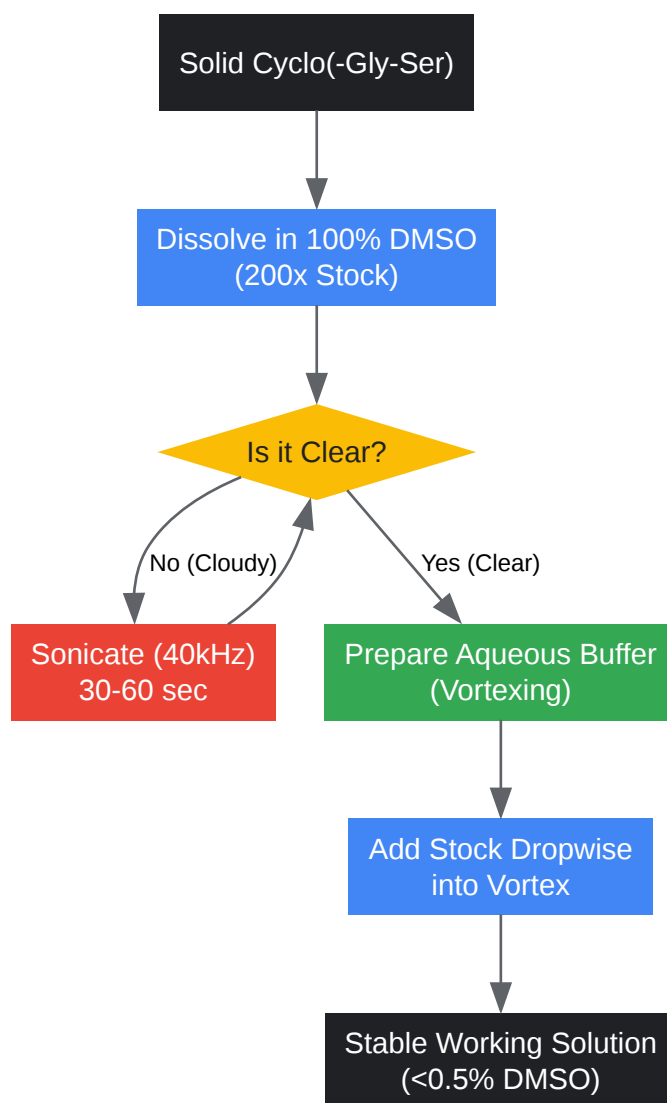 Solid Cyclo(-Gly-Ser)
Dissolve in 100% DMSO
(200x Stock)
Is it Clear?
No (Cloudy)
Yes (Clear)
Sonicate (40kHz)
30-60 sec
Prepare Aqueous Buffer
(Vortexing)
Add Stock Dropwise
into Vortex
Stable Working Solution
(<0.5% DMSO)